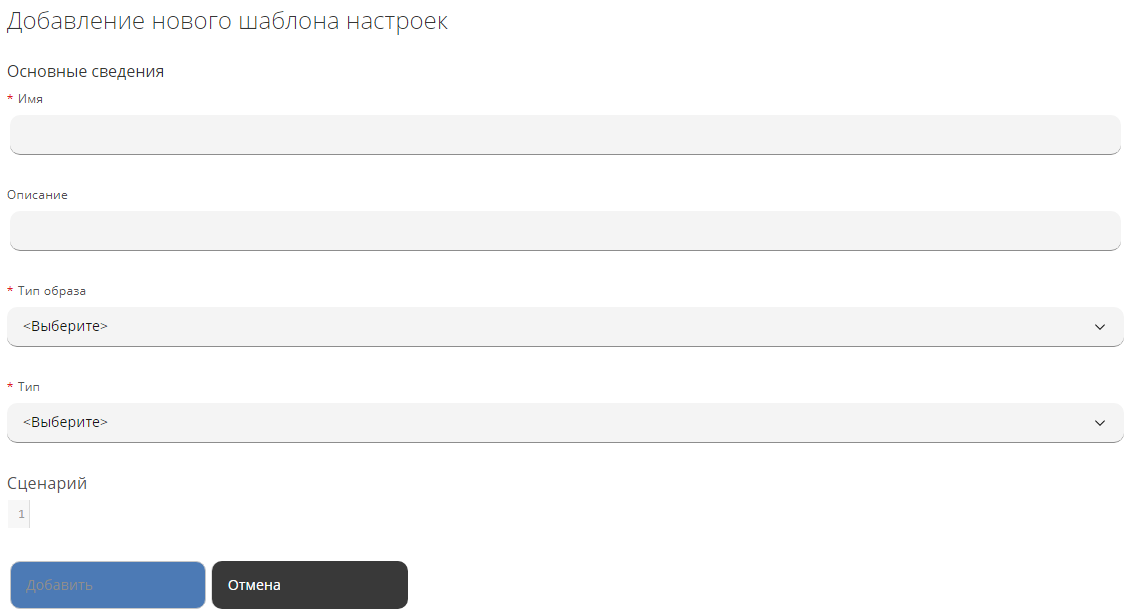 Добавление нового шаблона настроек
Основные сведения
* Имя
Описание
* Тип образа
<Выберите>
* Тип
<Выберите>
Сценарий
1
Добавить
Отмена